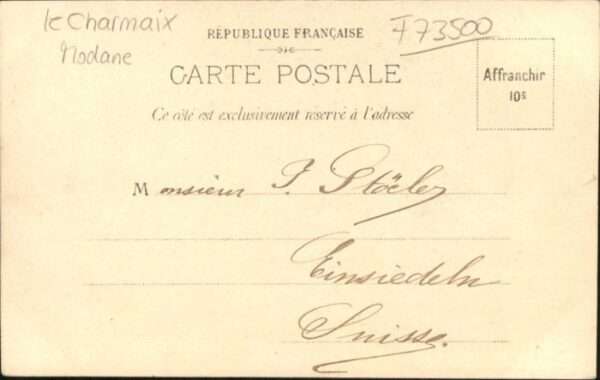 le Charmaix
Modane
F73500
RÉPUBLIQUE FRANÇAISE
CARTE POSTALE
Ce côté est exclusivement réservé à l'adresse
Affranchir
10c
Monsieur
Einsiedeln
Suisse.